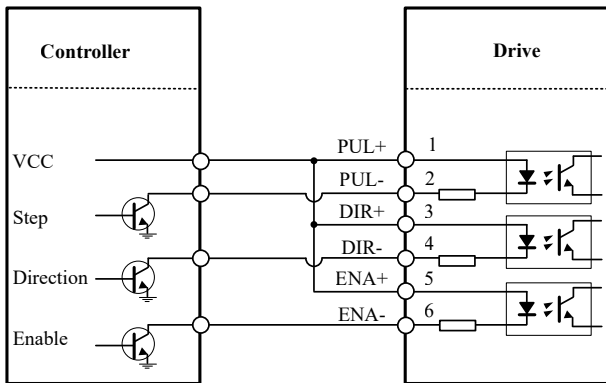 Controller
Drive
VCC
PUL+ 1
PUL- 2
Step
DIR+ 3
DIR- 4
Direction
ENA+ 5
ENA- 6
Enable